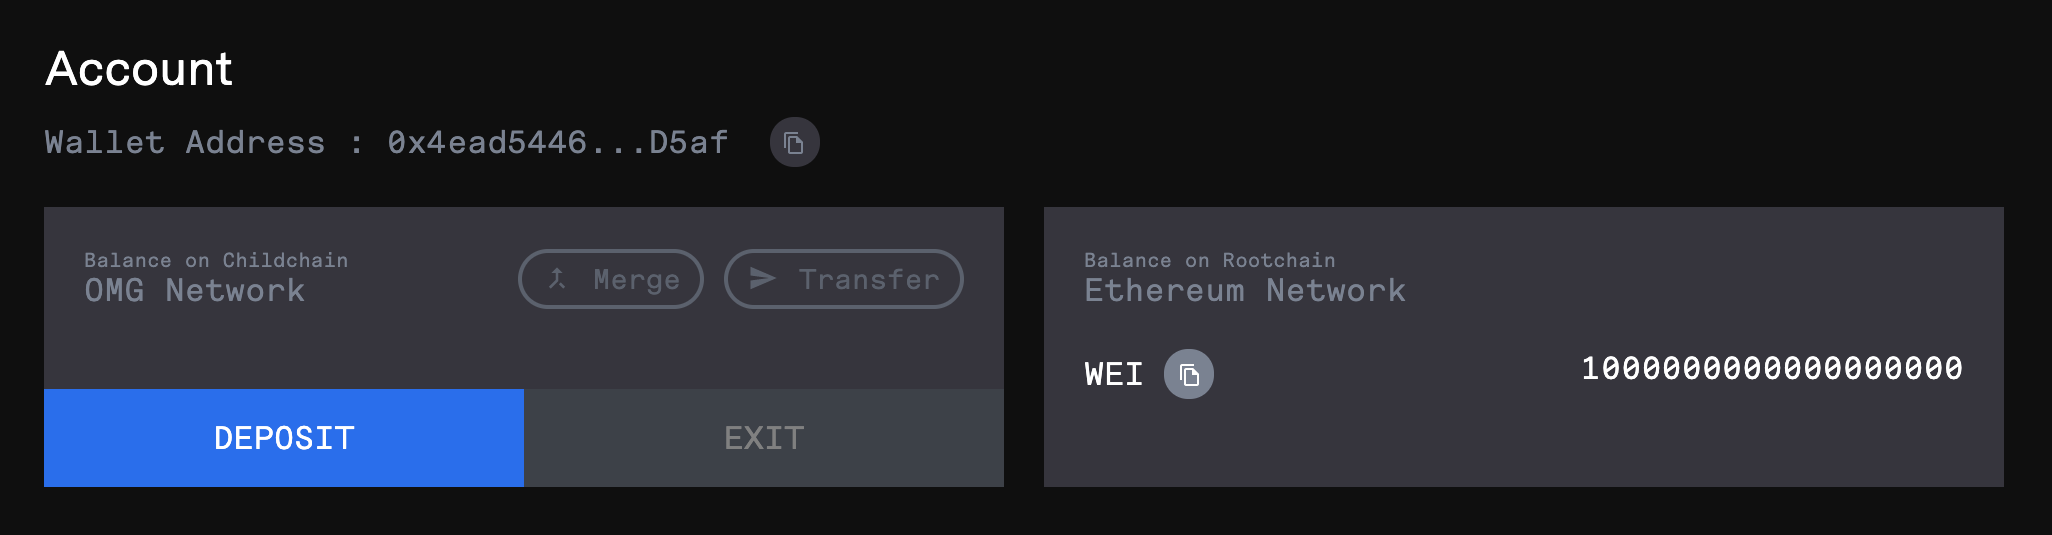 Account
Wallet Address : 0x4ead5446...D5af
Balance on Childchain
OMG Network
Merge
Transfer
DEPOSIT
EXIT
Balance on Rootchain
Ethereum Network
WEI
1000000000000000000